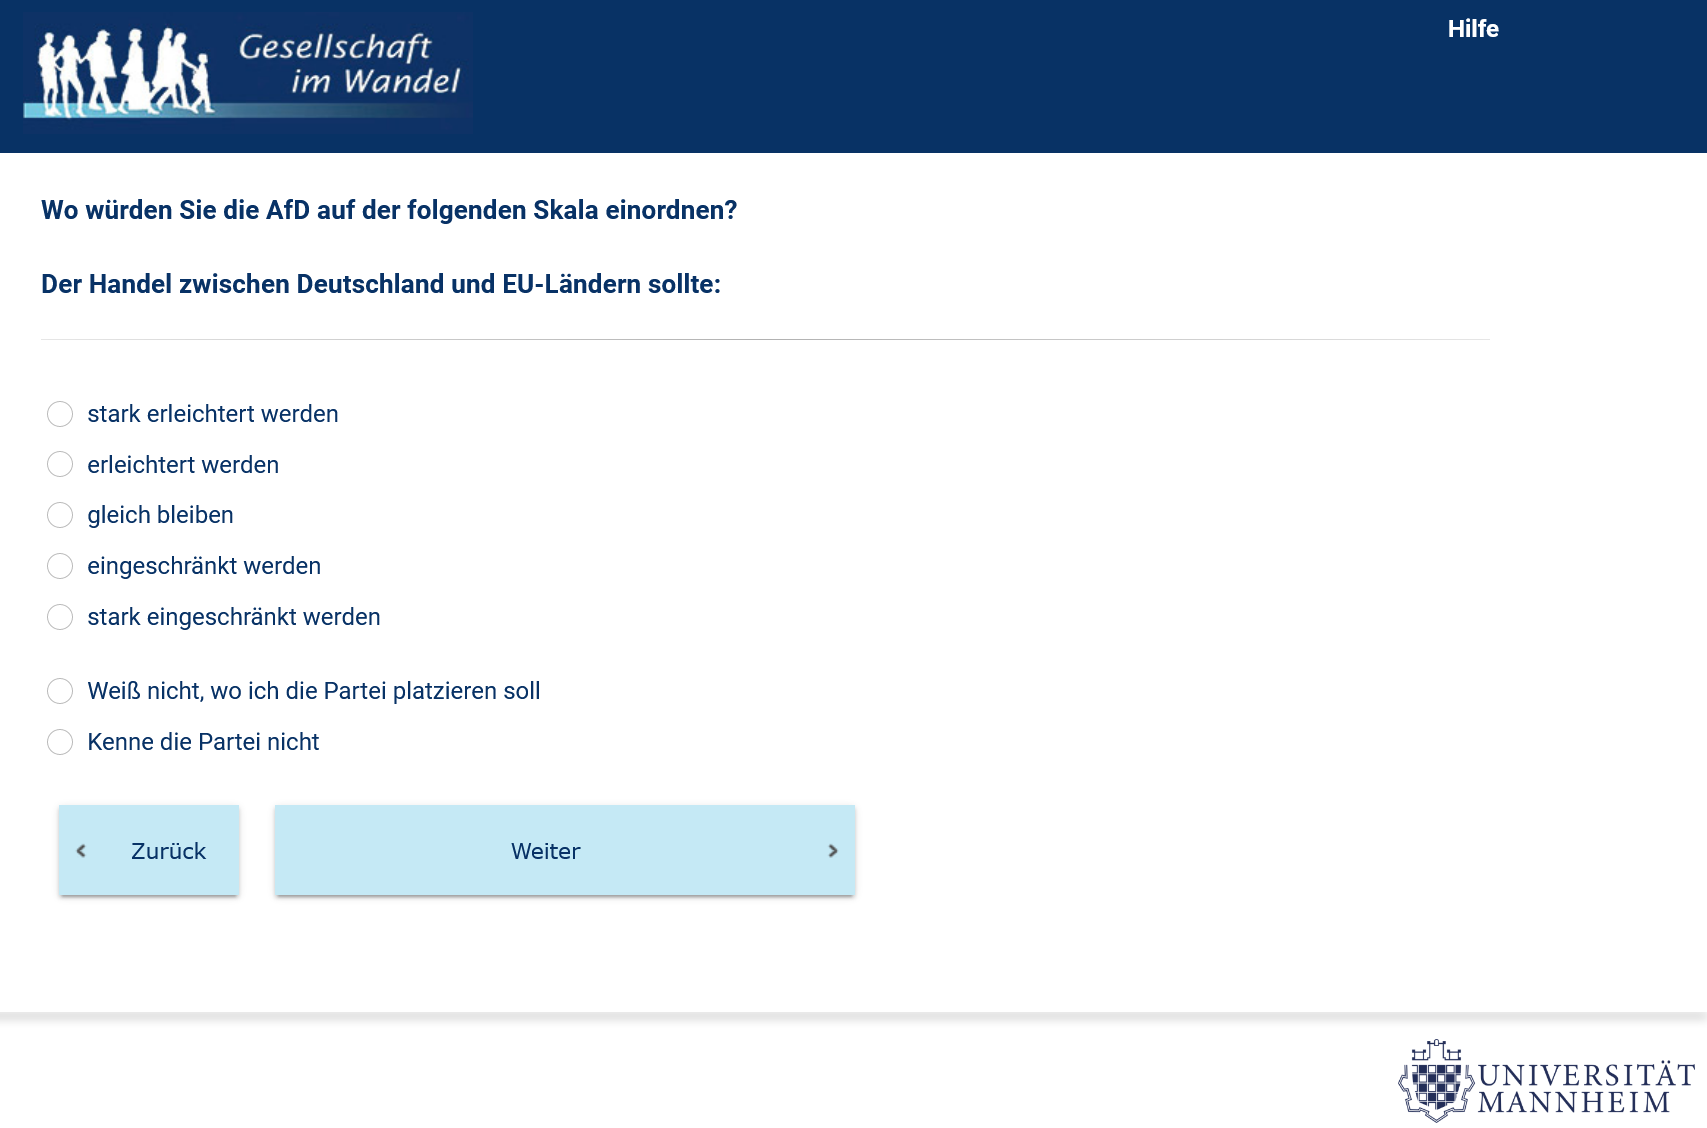 Gesellschaft
im Wandel
Hilfe
Wo würden Sie die AfD auf der folgenden Skala einordnen?
Der Handel zwischen Deutschland und EU-Ländern sollte:
stark erleichtert werden
erleichtert werden
gleich bleiben
eingeschränkt werden
stark eingeschränkt werden
Weiß nicht, wo ich die Partei platzieren soll
Kenne die Partei nicht
Zurück
Weiter
UNIVERSITÄT
MANNHEIM